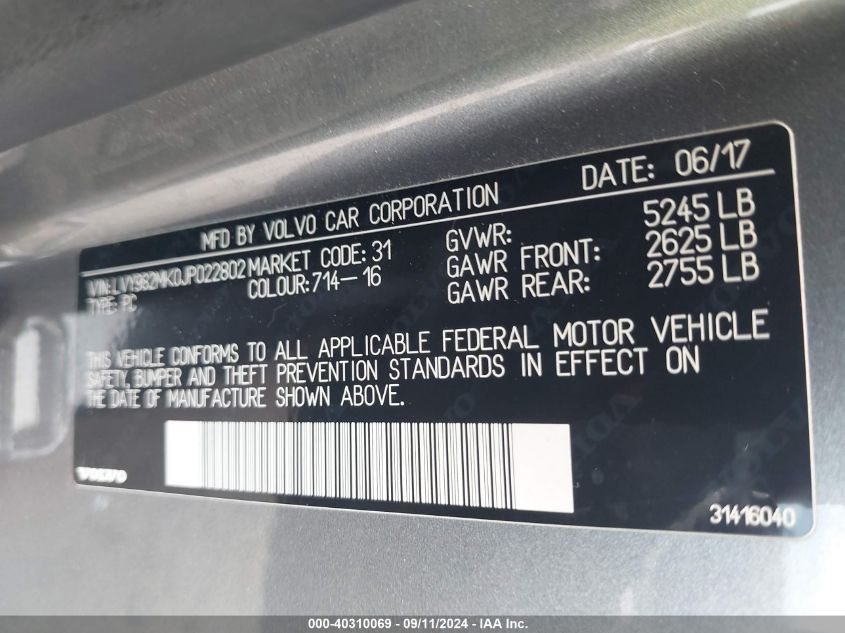 MFD BY VOLVO CAR CORPORATION DATE: 06/17
VIN: LVY982MK0JP022802 MARKET CODE: 31 GVWR: 5245 LB
TYPE: PC COLOUR: 714-16 GAWR FRONT: 2625 LB
GAWR REAR: 2755 LB
THIS VEHICLE CONFORMS TO ALL APPLICABLE FEDERAL MOTOR VEHICLE
SAFETY, BUMPER AND THEFT PREVENTION STANDARDS IN EFFECT ON
THE DATE OF MANUFACTURE SHOWN ABOVE.
VOLVO
31416040
000-40310069 - 09/11/2024 - IAA Inc.